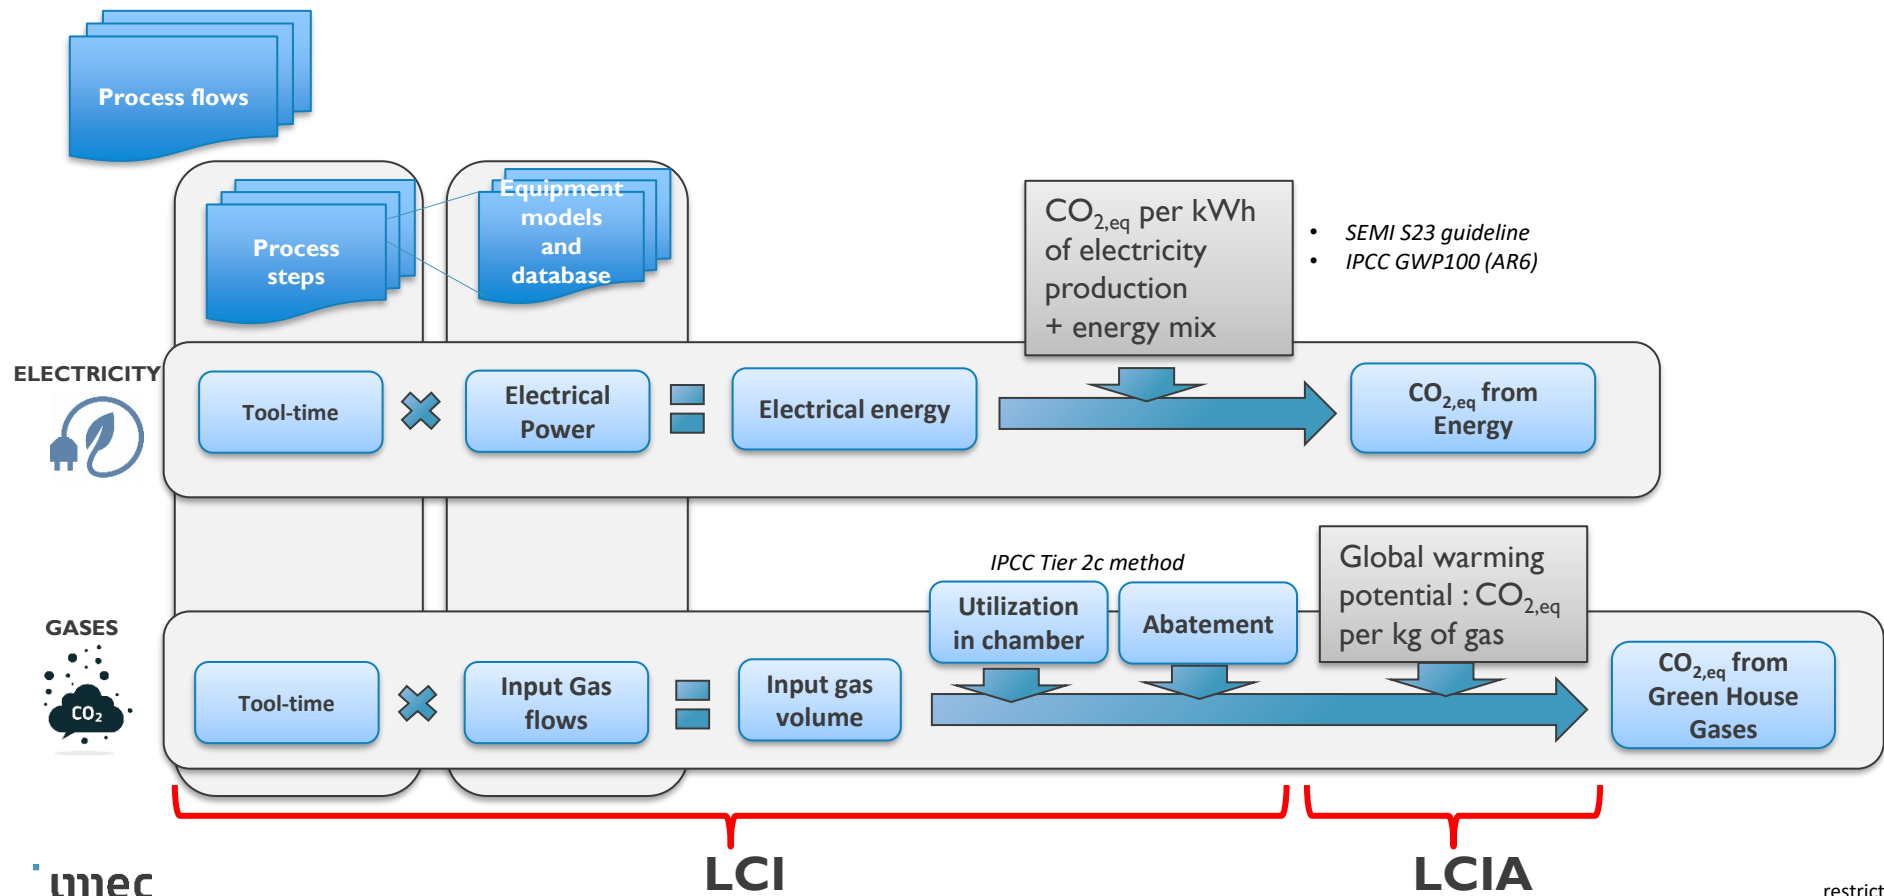 Process flows
Process
steps
Equipment
models
and
database
CO2,eq per kWh
of electricity
production
+ energy mix
• SEMI S23 guideline
• IPCC GWP100 (AR6)
ELECTRICITY
Tool-time
Electrical
Power
Electrical energy
CO2,eq from
Energy
IPCC Tier 2c method
Utilization
in chamber
Abatement
Global warming
potential : CO2,eq
per kg of gas
GASES
CO2
Tool-time
Input Gas
flows
Input gas
volume
CO2,eq from
Green House
Gases
LCI
LCIA
imec
restrict